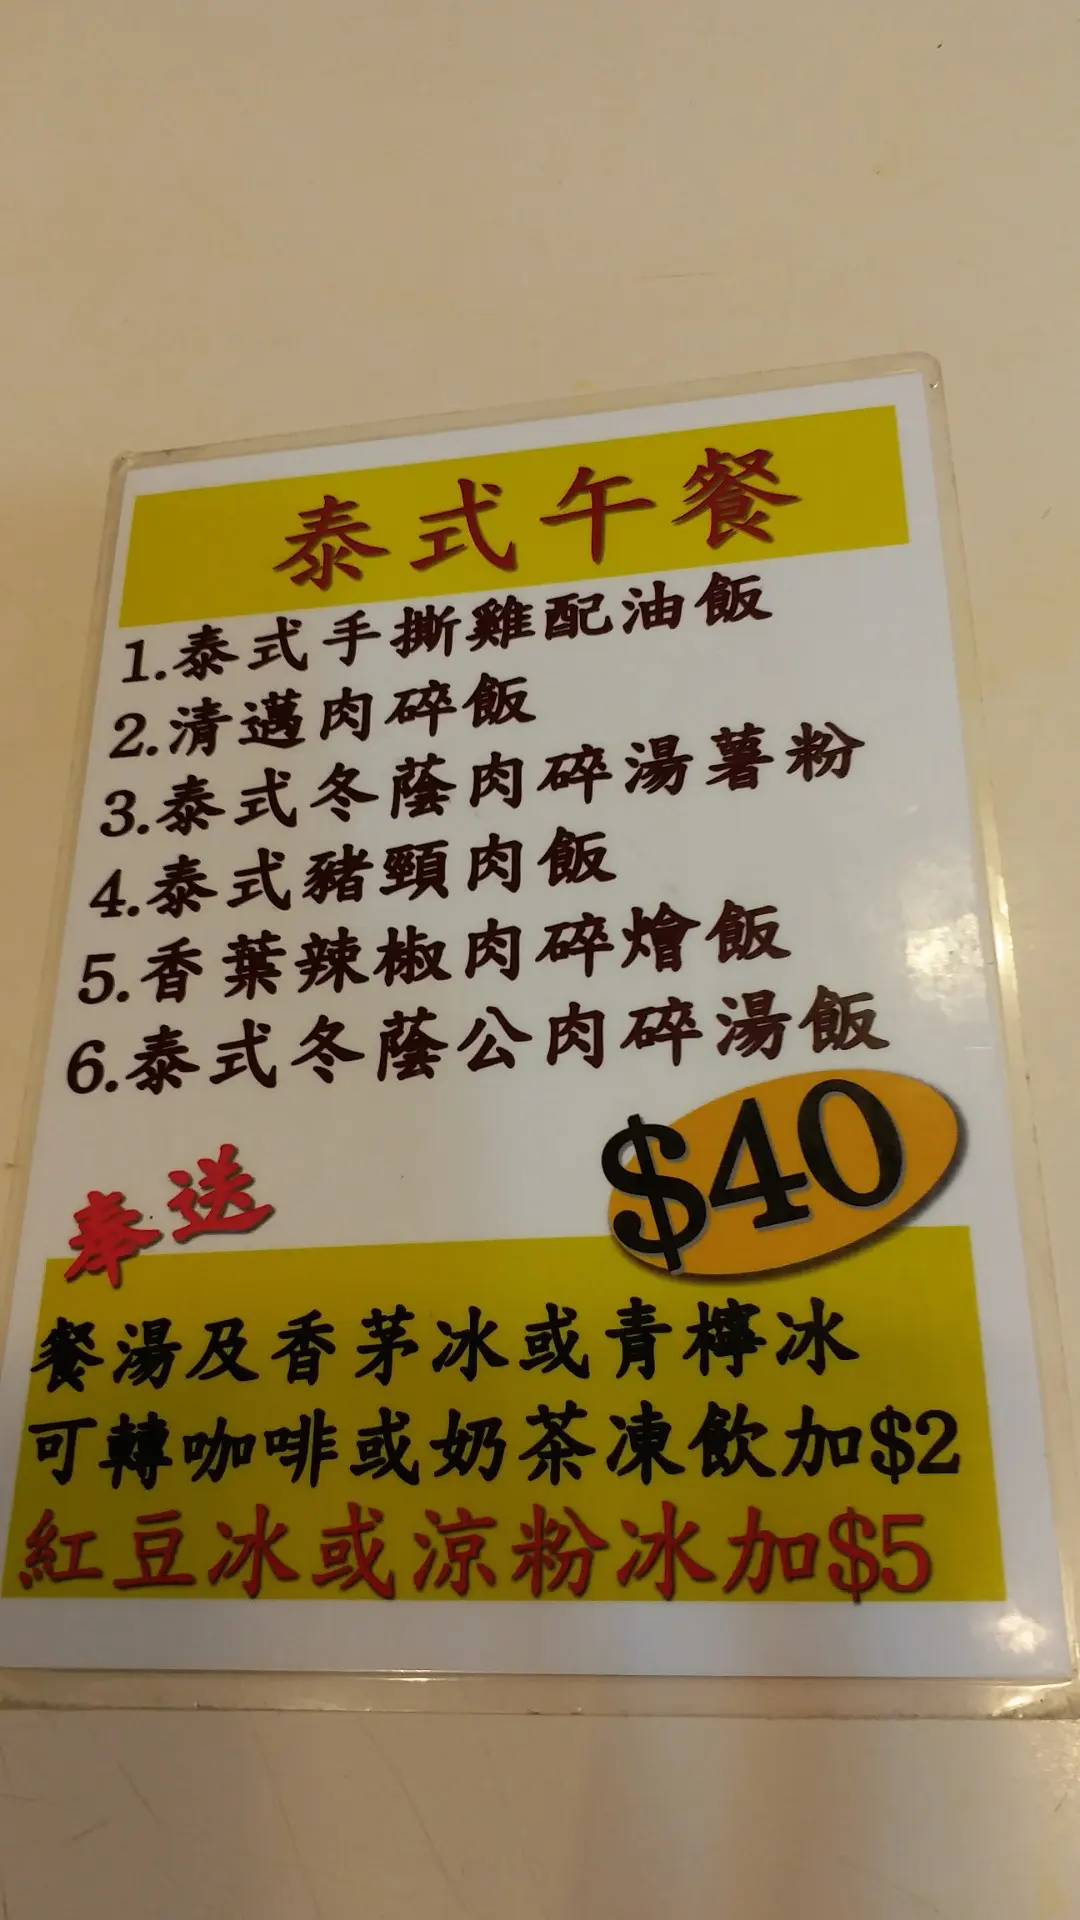 泰式午餐
1.泰式手撕雞配油飯
2.清邁肉碎飯
3.泰式冬蔭肉碎湯薯粉
4.泰式豬頸肉飯
5.香葉辣椒肉碎燴飯
6.泰式冬蔭公肉碎湯飯
$40
奉送
餐湯及香茅冰或青檸冰
可轉咖啡或奶茶凍飲加$2
紅豆冰或涼粉冰加$5